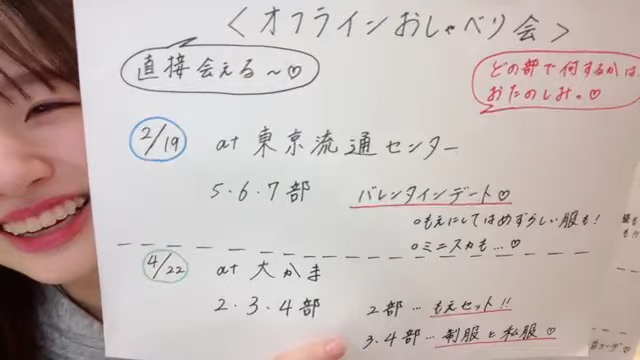 ＜オフラインおしゃべり会＞
直接会える〜♡
どの部で何するかは
おたのしみ。♡
2/19 at 東京流通センター
5・6・7部 バレンタインデート♡
○もえにしてはめずらしい服も!
○ミニスカも…♡
4/22 at 大かま
2・3・4部 2部…もえセット!!
3.4部…制服と私服♡